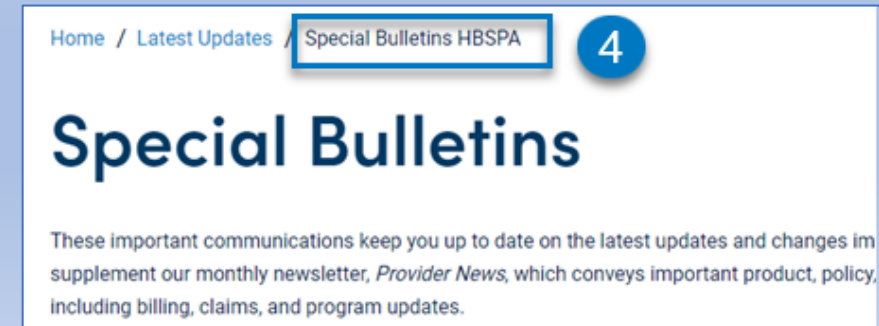 Home / Latest Updates / Special Bulletins HBSPA
4
Special Bulletins
These important communications keep you up to date on the latest updates and changes im
supplement our monthly newsletter, Provider News, which conveys important product, policy,
including billing, claims, and program updates.